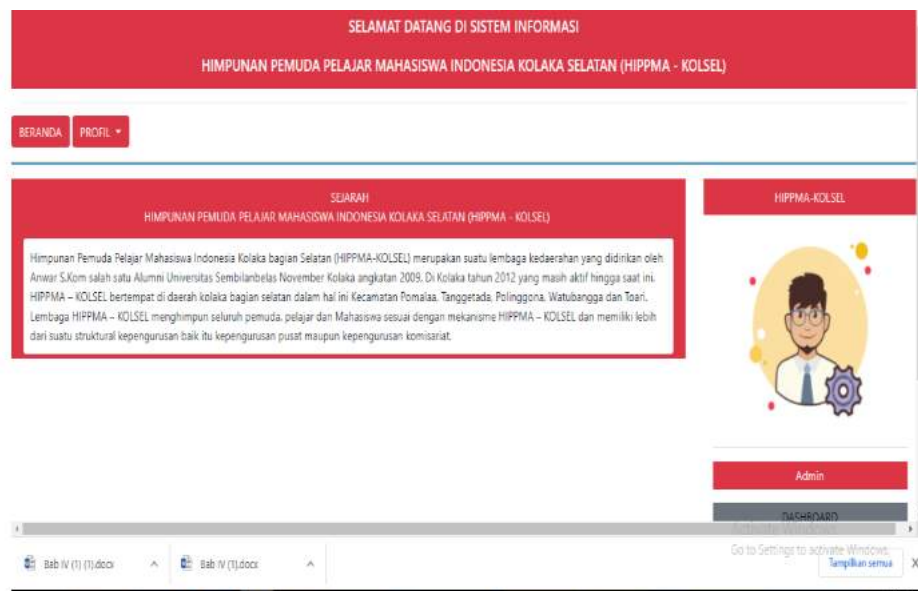 SELAMAT DATANG DI SISTEM INFORMASI
HIMPUNAN PEMUDA PELAJAR MAHASISWA INDONESIA KOLAKA SELATAN (HIPPMA - KOLSEL)
BERANDA PROFIL
SEJARAH
HIMPUNAN PEMUDA PELAJAR MAHASISWA INDONESIA KOLAKA SELATAN (HIPPMA - KOLSEL)
Himpunan Pemuda Pelajar Mahasiswa Indonesia Kolaka bagian Selatan (HIPPMA-KOLSEL) merupakan suatu lembaga kedaerahan yang didirikan oleh
Anwar S.Kom salah satu Alumni Universitas Sembilanbelas November Kolaka angkatan 2009. Di Kolaka tahun 2012 yang masih aktif hingga saat ini.
HIPPMA – KOLSEL bertempat di daerah kolaka bagian selatan dalam hal ini Kecamatan Pomalaa, Tanggetada, Polinggona, Watubangga dan Toari.
Lembaga HIPPMA – KOLSEL menghimpun seluruh pemuda, pelajar dan Mahasiswa sesuai dengan mekanisme HIPPMA – KOLSEL dan memiliki lebih
dari suatu struktural kepengurusan baik itu kepengurusan pusat maupun kepengurusan komisariat.
HIPPMA-KOLSEL
Admin
DASHBOARD
Activate Windows
Go to Settings to activate Windows.
Bab IV (1) (1).docx
Bab IV (1).docx
Tampilkan semua